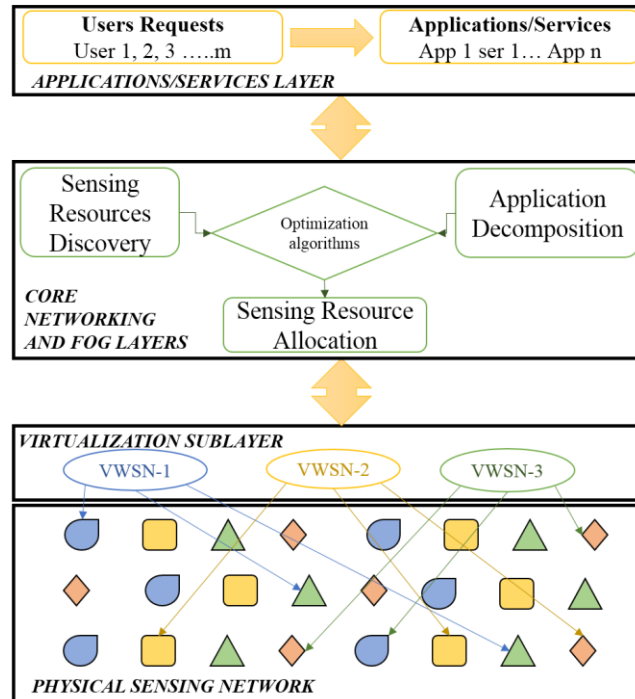 Users Requests
User 1, 2, 3 …..m
Applications/Services
App 1 ser 1… App n
APPLICATIONS/SERVICES LAYER
Sensing
Resources
Discovery
Optimization
algorithms
Application
Decomposition
Sensing Resource
Allocation
CORE
NETWORKING
AND FOG LAYERS
VIRTUALIZATION SUBLAYER
VWSN-1
VWSN-2
VWSN-3
PHYSICAL SENSING NETWORK